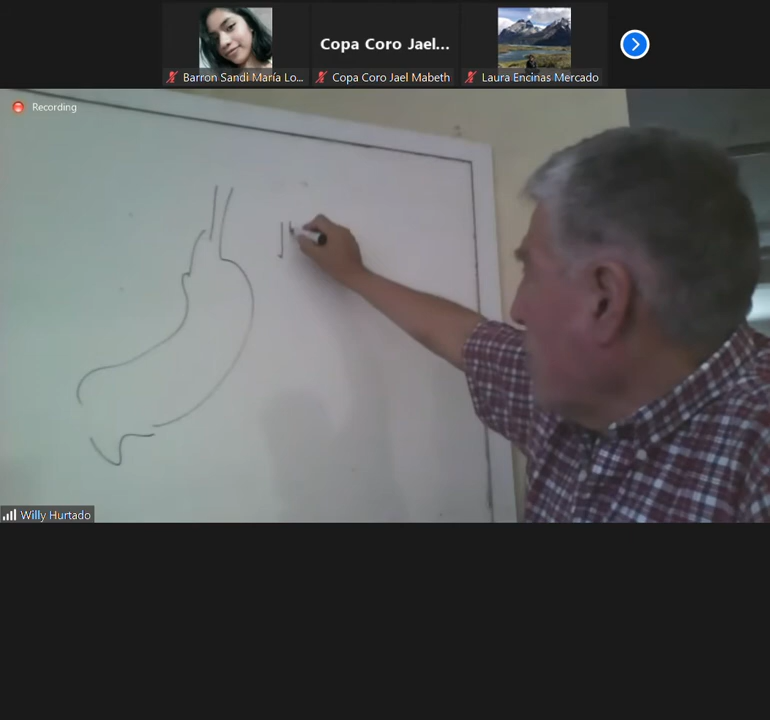 Copa Coro Jael...
Barron Sandi María Lo...
Copa Coro Jael Mabeth
Laura Encinas Mercado
Recording
Willy Hurtado